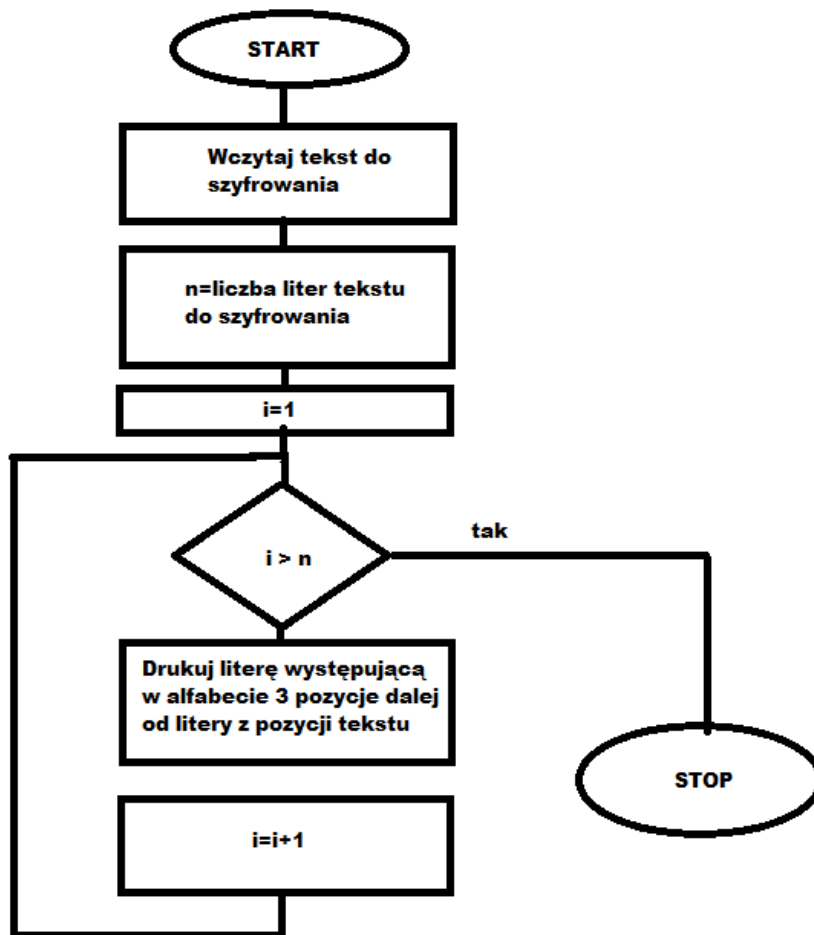 START
Wczytaj tekst do
szyfrowania
n=liczba liter tekstu
do szyfrowania
i=1
i > n
tak
Drukuj literę występującą
w alfabecie 3 pozycje dalej
od litery z pozycji tekstu
STOP
i=i+1